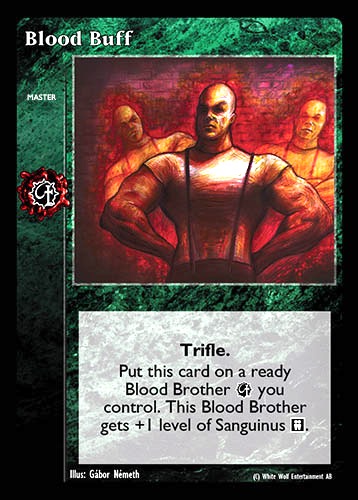 Blood Buff
MASTER
Trifle.
Put this card on a ready
Blood Brother you
control. This Blood Brother
gets +1 level of Sanguinus .
Illus: Gábor Németh
(C) White Wolf Entertainment AB